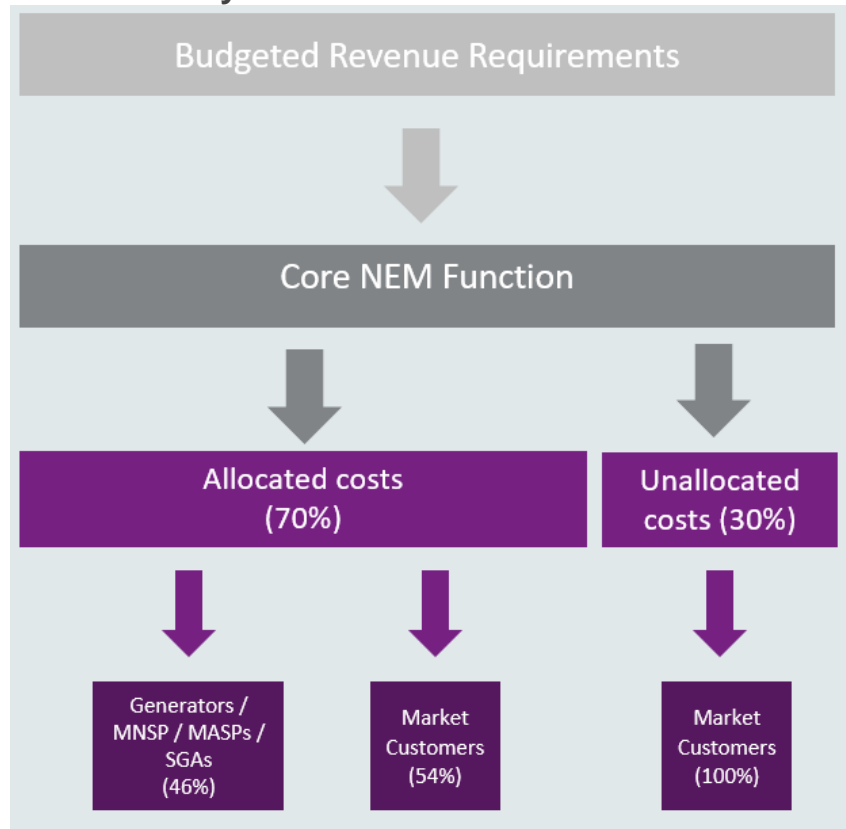 Budgeted Revenue Requirements
Core NEM Function
Allocated costs
(70%)
Unallocated
costs (30%)
Generators /
MNSP / MASPs /
SGAs
(46%)
Market
Customers
(54%)
Market
Customers
(100%)